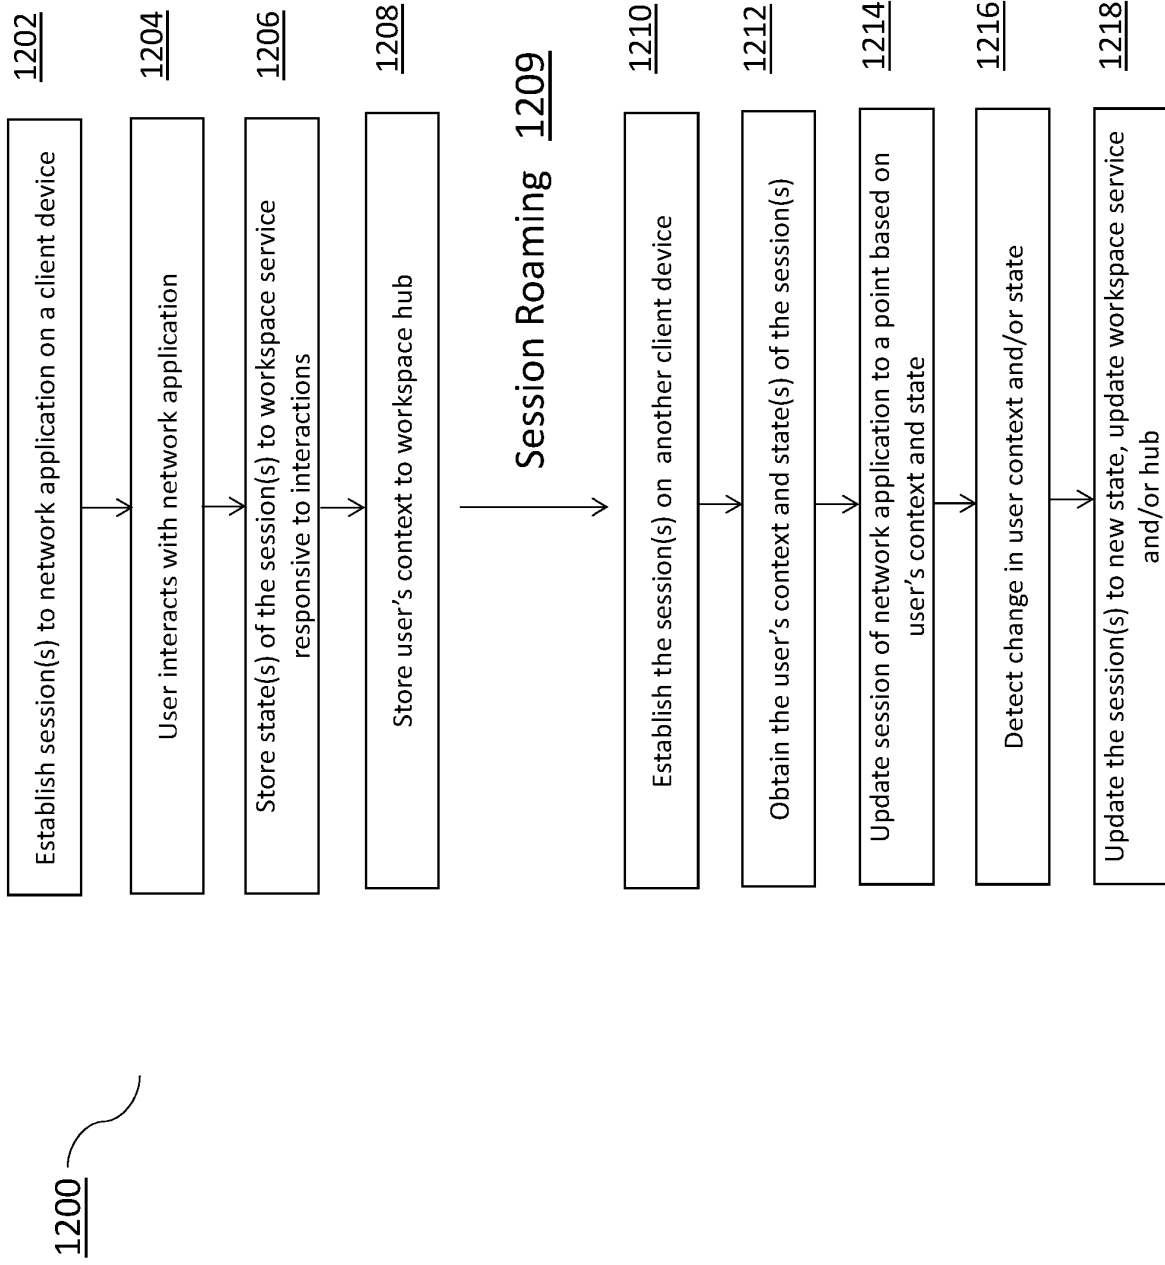 1200
Establish session(s) to network application on a client device
1202
User interacts with network application
1204
Store state(s) of the session(s) to workspace service
responsive to interactions
1206
Store user’s context to workspace hub
1208
Session Roaming 1209
Establish the session(s) on another client device
1210
Obtain the user’s context and state(s) of the session(s)
1212
Update session of network application to a point based on
user’s context and state
1214
Detect change in user context and/or state
1216
Update the session(s) to new state, update workspace service
and/or hub
1218